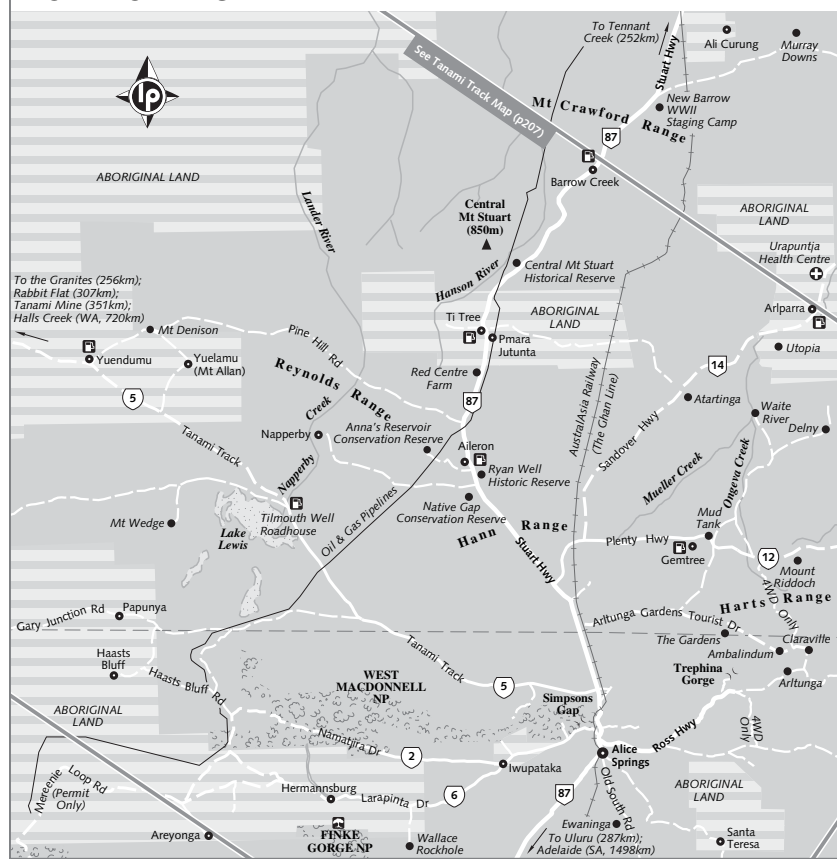 To Tennant
Creek (252km)
Stuart Hwy
Ali Curung
Murray
Downs
lp
See Tanami Track Map (p207)
Mt Crawford Range
New Barrow
WWII
Staging Camp
87
ABORIGINAL LAND
Barrow Creek
Lander River
Central
Mt Stuart
(850m)
ABORIGINAL
LAND
Urapuntja
Health Centre
Hanson River
Central Mt Stuart
Historical Reserve
To the Granites (256km);
Rabbit Flat (307km);
Tanami Mine (351km);
Halls Creek (WA, 720km)
Arlparra
ABORIGINAL
LAND
Ti Tree
Mt Denison
Pine Hill Rd
Pmara
Jutunta
Utopia
Yuendumu
Yuelamu
(Mt Allan)
Reynolds Range
Red Centre
Farm
14
5
87
AustralAsia Railway
(The Ghan Line)
Sandover Hwy
Atartinga
Waite
River
Delny
Creek
Napperby
Napperby
Anna's Reservoir
Conservation Reserve
Aileron
Tanami Track
Ryan Well
Historic Reserve
Mueller Creek
Ongeva Creek
Oil & Gas Pipelines
Native Gap
Conservation Reserve
Mud
Tank
Mt Wedge
Tilmouth Well
Roadhouse
Lake
Lewis
Hann Range
Stuart Hwy
Plenty Hwy
Gemtree
12
Mount
Riddoch
4WD Only
Harts Range
Gary Junction Rd
Papunya
Arltunga Gardens Tourist Dr
The Gardens
Claraville
Ambalindum
Haasts
Bluff
Haasts Bluff Rd
Tanami Track
WEST
MACDONNELL
NP
5
Simpsons
Gap
Trephina
Gorge
Arltunga
ABORIGINAL
LAND
Namatjira Dr
2
Ross Hwy
4WD
Only
Alice
Springs
Iwupataka
Mereenie Loop Rd
(Permit
Only)
Hermannsburg
Larapinta Dr
6
87
Old South Rd
ABORIGINAL
LAND
Areyonga
FINKE
GORGE NP
Wallace
Rockhole
Ewaninga
To Uluru (287km);
Adelaide (SA, 1498km)
Santa
Teresa